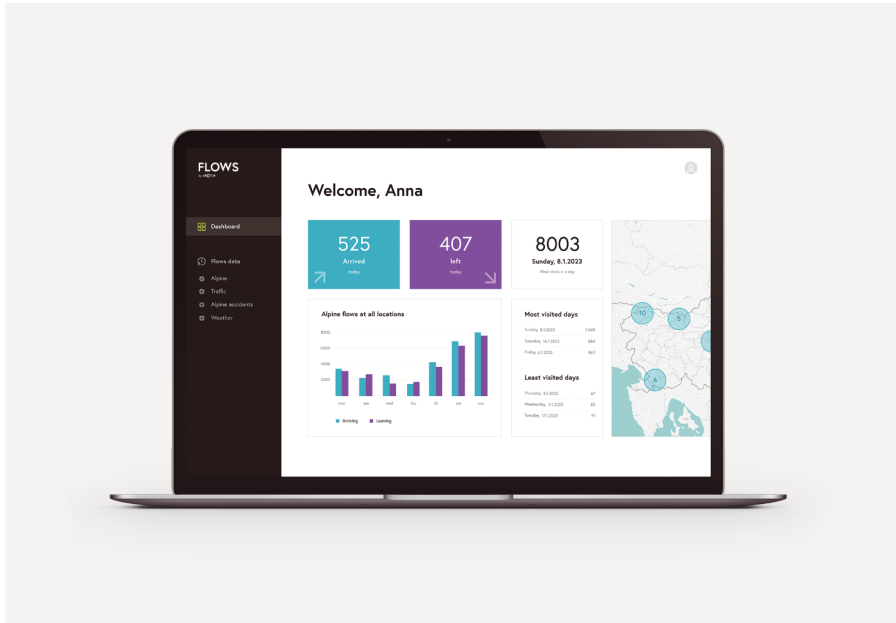 FLOWS
by
Dashboard
Flows data
Alpine
Traffic
Alpine accidents
Weather
Welcome, Anna
525
Arrived
today
407
left
today
8003
Sunday, 8.1.2023
Most visits in a day
Alpine flows at all locations
8000
6000
4000
2000
mon tue wed thu fri sat sun
Arriving Leaving
Most visited days
Sunday, 8.1.2023 1.040
Saturday, 14.1.2023 884
Friday, 6.1.2023 863
Least visited days
Thursday, 5.1.2023 67
Wednesday, 4.1.2023 83
Tuesday, 17.1.2023 91
10
5
6